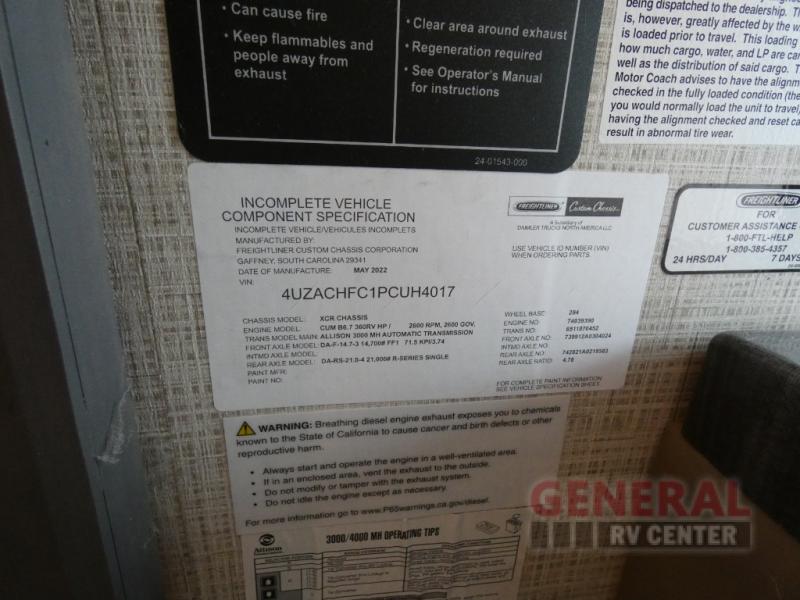 • Can cause fire
• Keep flammables and
people away from
exhaust
• Clear area around exhaust
• Regeneration required
• See Operator's Manual
for instructions
24-01543-000
being dispatched to the dealership.
is, however, greatly affected by the
is loaded prior to travel. This loading
how much cargo, water, and LP are
well as the distribution of said cargo.
Motor Coach advises to have the
checked in the fully loaded condition (the
you would normally load the unit to travel)
having the alignment checked and reset
result in abnormal tire wear.
INCOMPLETE VEHICLE
COMPONENT SPECIFICATION
INCOMPLETE VEHICLE/VEHICULES INCOMPLETS
MANUFACTURED BY:
FREIGHTLINER CUSTOM CHASSIS CORPORATION
GAFFNEY, SOUTH CAROLINA 29341
DATE OF MANUFACTURE: MAY 2022
VIN:
4UZACHFC1PCUH4017
FREIGHTLINER Custom Chassis
A Subsidiary of
DAIMLER TRUCKS NORTH AMERICA LLC
USE VEHICLE ID NUMBER (VIN)
WHEN ORDERING PARTS.
CHASSIS MODEL: XCR CHASSIS
ENGINE MODEL: CUM B6.7 360RV HP / 2600 RPM, 2600 GOV.
TRANS MODEL MAIN: ALLISON 3000 MH AUTOMATIC TRANSMISSION
FRONT AXLE MODEL: DA-F-14.7-3 14,700# FF1 71.5 KPI/3.74
INTMD AXLE MODEL:
REAR AXLE MODEL: DA-RS-21.0-4 21,000# R-SERIES SINGLE
PAINT MFR:
PAINT NO:
WHEEL BASE: 284
ENGINE NO: 74839390
TRANS NO: 6511876452
FRONT AXLE NO: 739912A0304024
INTMD AXLE NO:
REAR AXLE NO: 742821A0219503
REAR AXLE RATIO: 4.78
FOR COMPLETE PAINT INFORMATION
SEE VEHICLE SPECIFICATION SHEET.
FREIGHTLINER
FOR
CUSTOMER ASSISTANCE
1-800-FTL-HELP
1-800-385-4357
24 HRS/DAY 7 DAYS
WARNING: Breathing diesel engine exhaust exposes you to chemicals
known to the State of California to cause cancer and birth defects or other
reproductive harm.
• Always start and operate the engine in a well-ventilated area.
• If in an enclosed area, vent the exhaust to the outside.
• Do not modify or tamper with the exhaust system.
• Do not idle the engine except as necessary.
For more information go to www.P65warnings.ca.gov/diesel.
Allison
3000/4000 MH OPERATING TIPS
GENERAL
RV CENTER